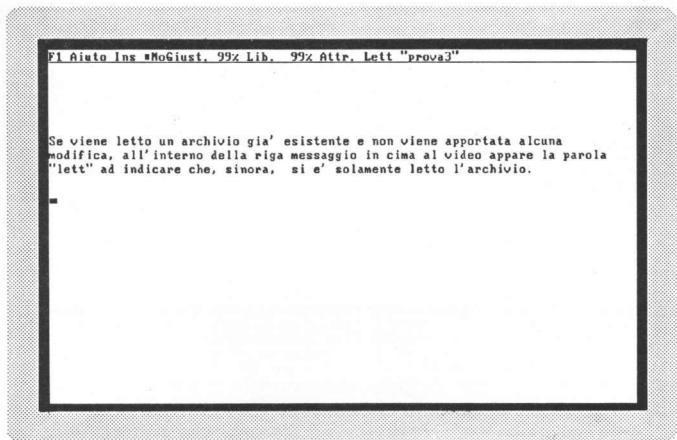 F1 Aiuto Ins ■NoGiust. 99% Lib.  99% Attr. Lett "prova3"
Se viene letto un archivio gia' esistente e non viene apportata alcuna
modifica, all'interno della riga messaggio in cima al video appare la parola
"lett" ad indicare che, sinora,  si e' solamente letto l'archivio.